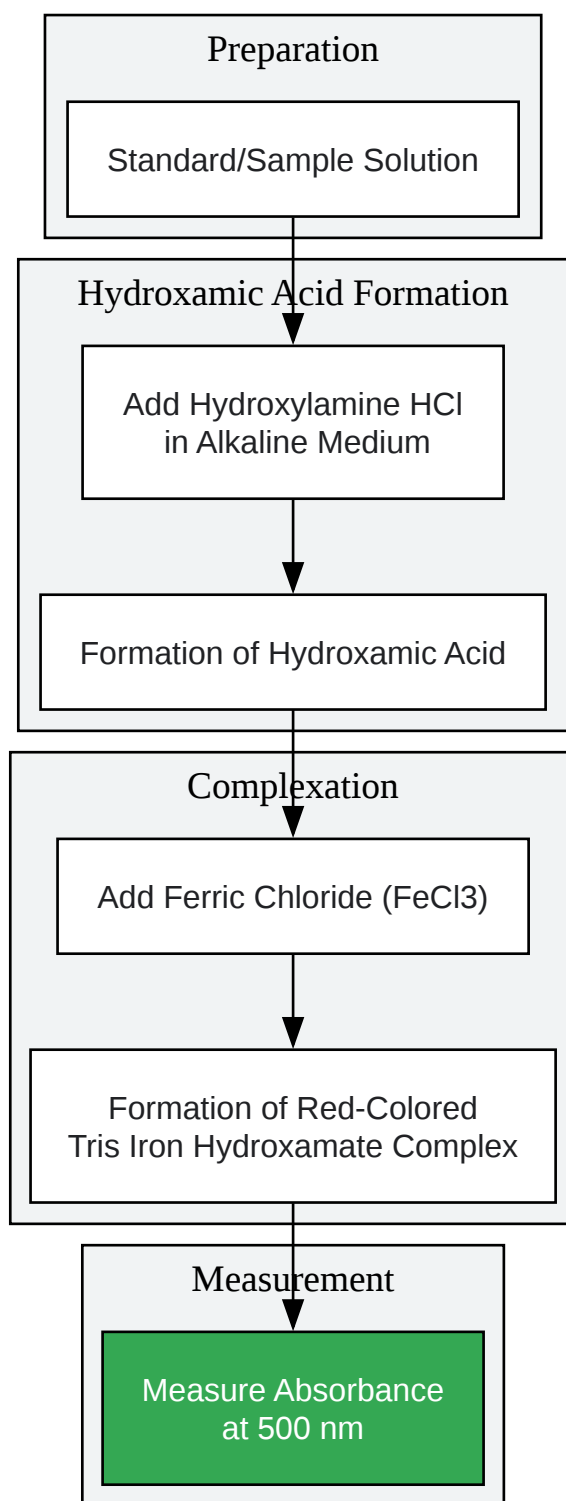 Preparation
Standard/Sample Solution
Hydroxamic Acid Formation
Add Hydroxylamine HCl
in Alkaline Medium
Formation of Hydroxamic Acid
Complexation
Add Ferric Chloride (FeCl3)
Formation of Red-Colored
Tris Iron Hydroxamate Complex
Measurement
Measure Absorbance
at 500 nm